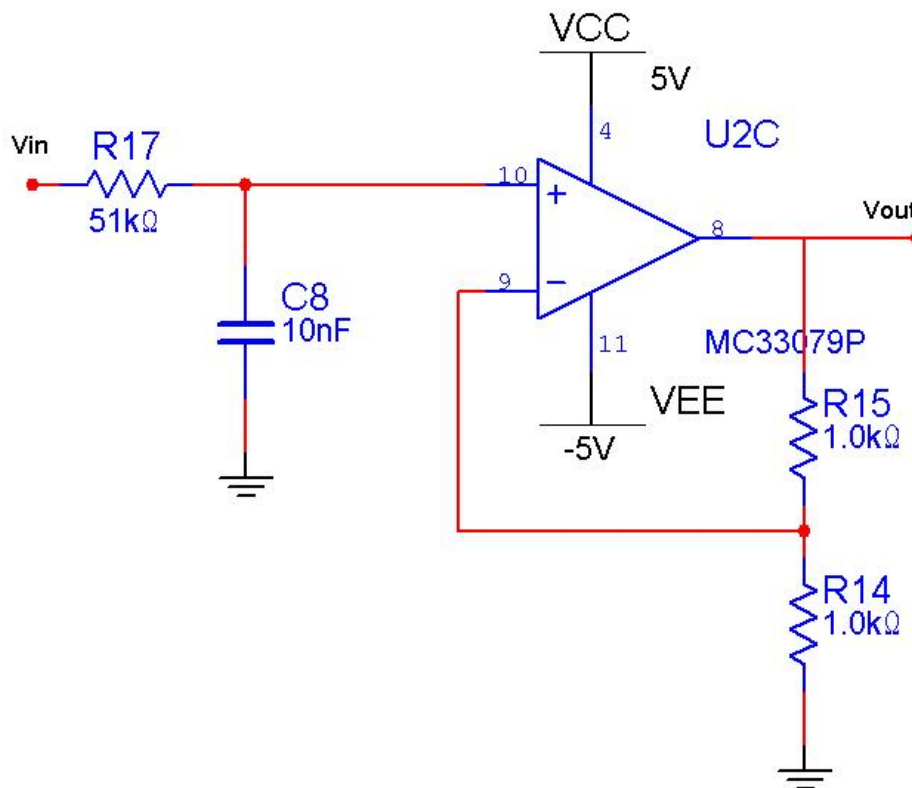 VCC
5V
4
U2C
Vin
R17
51kΩ
10
+
8
Vout
9
−
C8
10nF
11
MC33079P
VEE
-5V
R15
1.0kΩ
R14
1.0kΩ